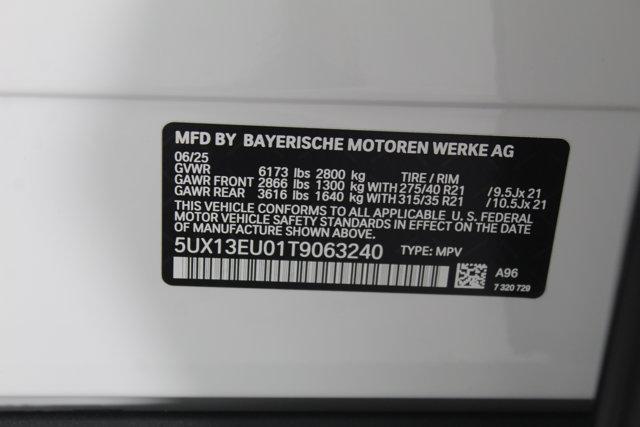 MFD BY BAYERISCHE MOTOREN WERKE AG
06/25
GVWR 6173 lbs 2800 kg TIRE / RIM
GAWR FRONT 2866 lbs 1300 kg WITH 275/40 R21 /9.5Jx 21
GAWR REAR 3616 lbs 1640 kg WITH 315/35 R21 /10.5Jx 21
THIS VEHICLE CONFORMS TO ALL APPLICABLE U. S. FEDERAL
MOTOR VEHICLE SAFETY STANDARDS IN EFFECT ON THE DATE
OF MANUFACTURE SHOWN ABOVE.
5UX13EU01T9063240 TYPE: MPV
A96
7 320 729